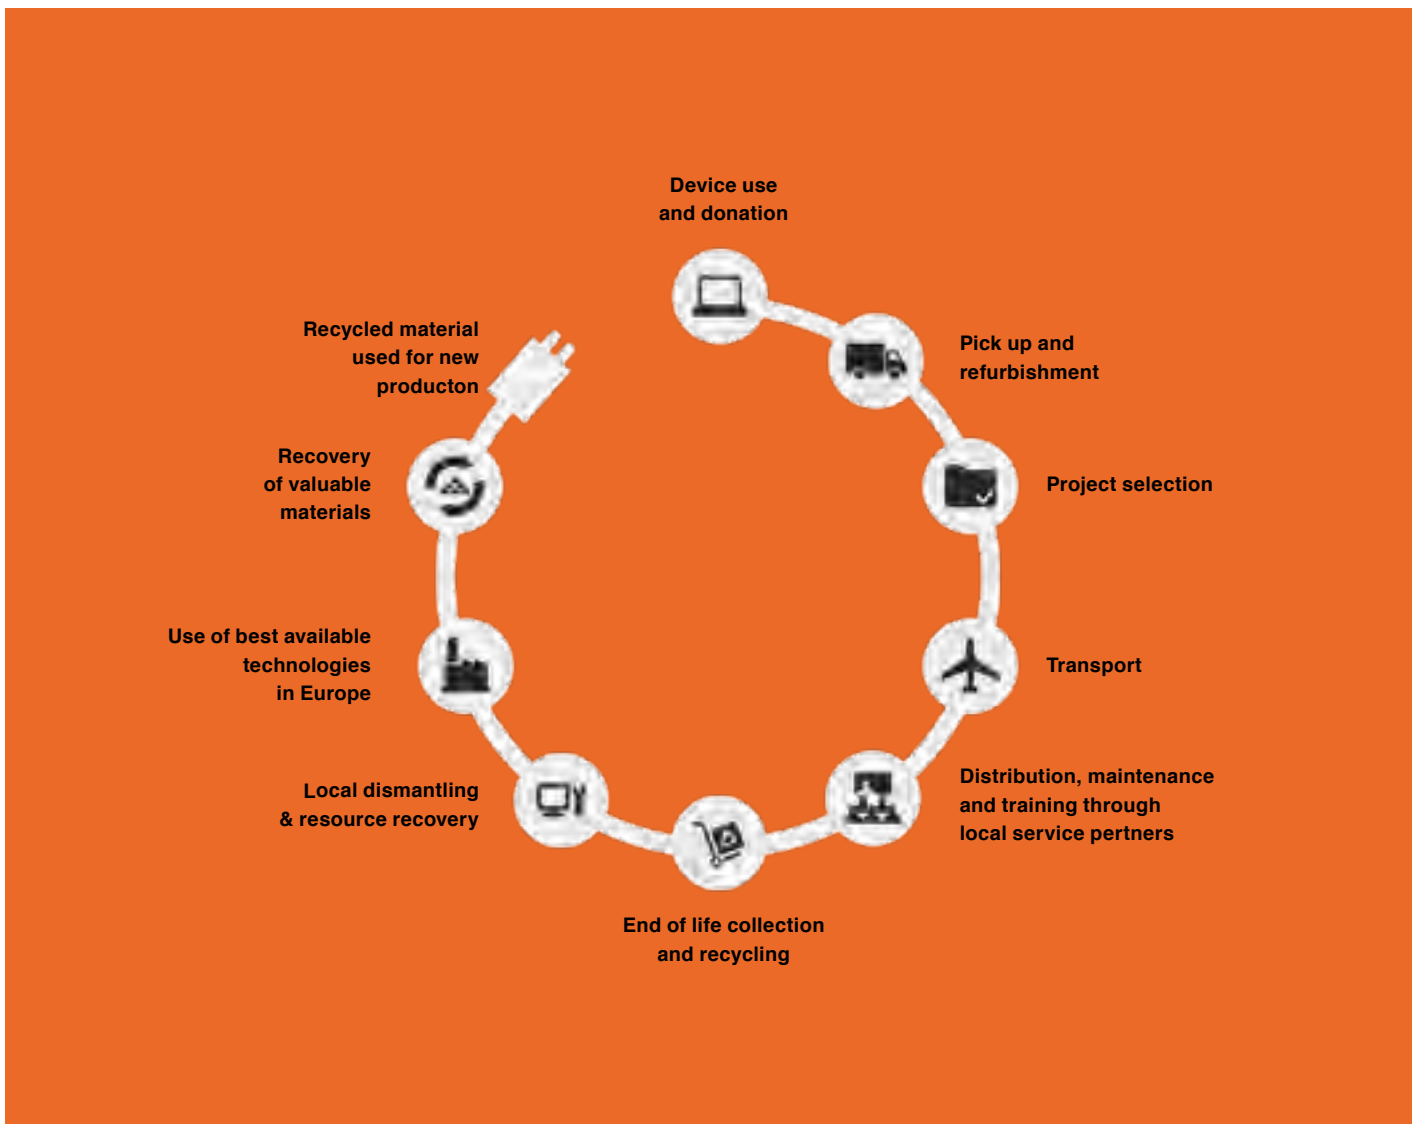 Device use
and donation
Pick up and
refurbishment
Project selection
Transport
Distribution, maintenance
and training through
local service pertners
End of life collection
and recycling
Local dismantling
& resource recovery
Use of best available
technologies
in Europe
Recovery
of valuable
materials
Recycled material
used for new
producton